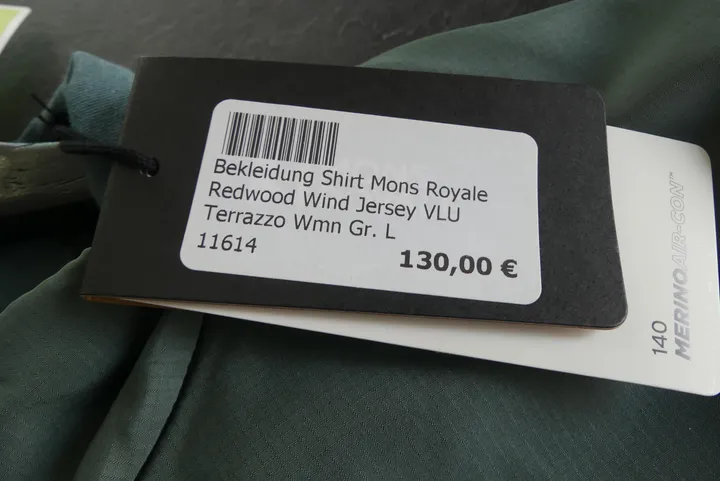 Bekleidung Shirt Mons Royale
Redwood Wind Jersey VLU
Terrazzo Wmn Gr. L
11614
130,00 €
140
MERINOAIR-CON™